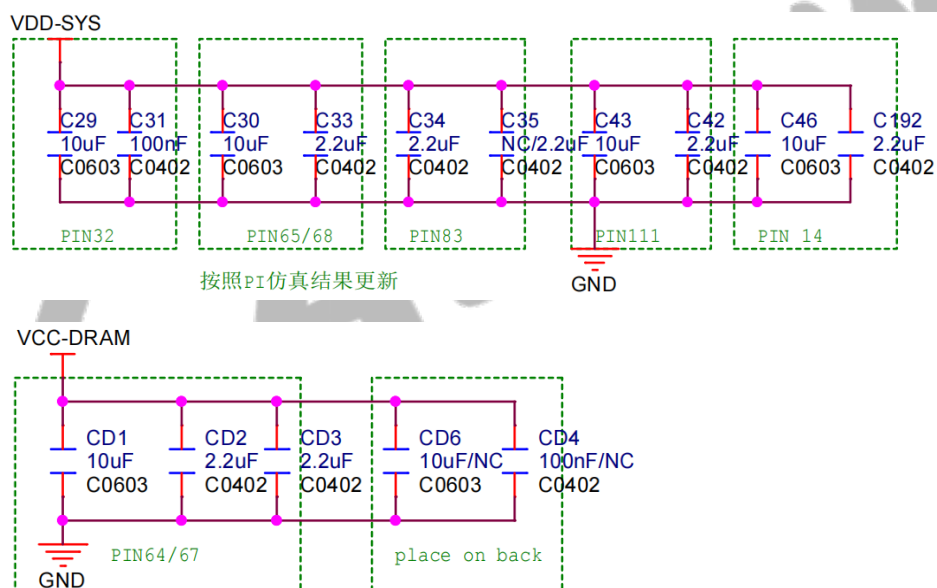 VDD-SYS
C29 C31 C30 C33 C34 C35 C43 C42 C46 C192
10uF 100nF 10uF 2.2uF 2.2uF NC/2.2uF 10uF 2.2uF 10uF 2.2uF
C0603 C0402 C0603 C0402 C0402 C0402 C0603 C0402 C0603 C0402
PIN32 PIN65/68 PIN83 PIN111 PIN 14
按照PI仿真结果更新
GND
VCC-DRAM
CD1 CD2 CD3 CD6 CD4
10uF 2.2uF 2.2uF 10uF/NC 100nF/NC
C0603 C0402 C0402 C0603 C0402
PIN64/67 place on back
GND